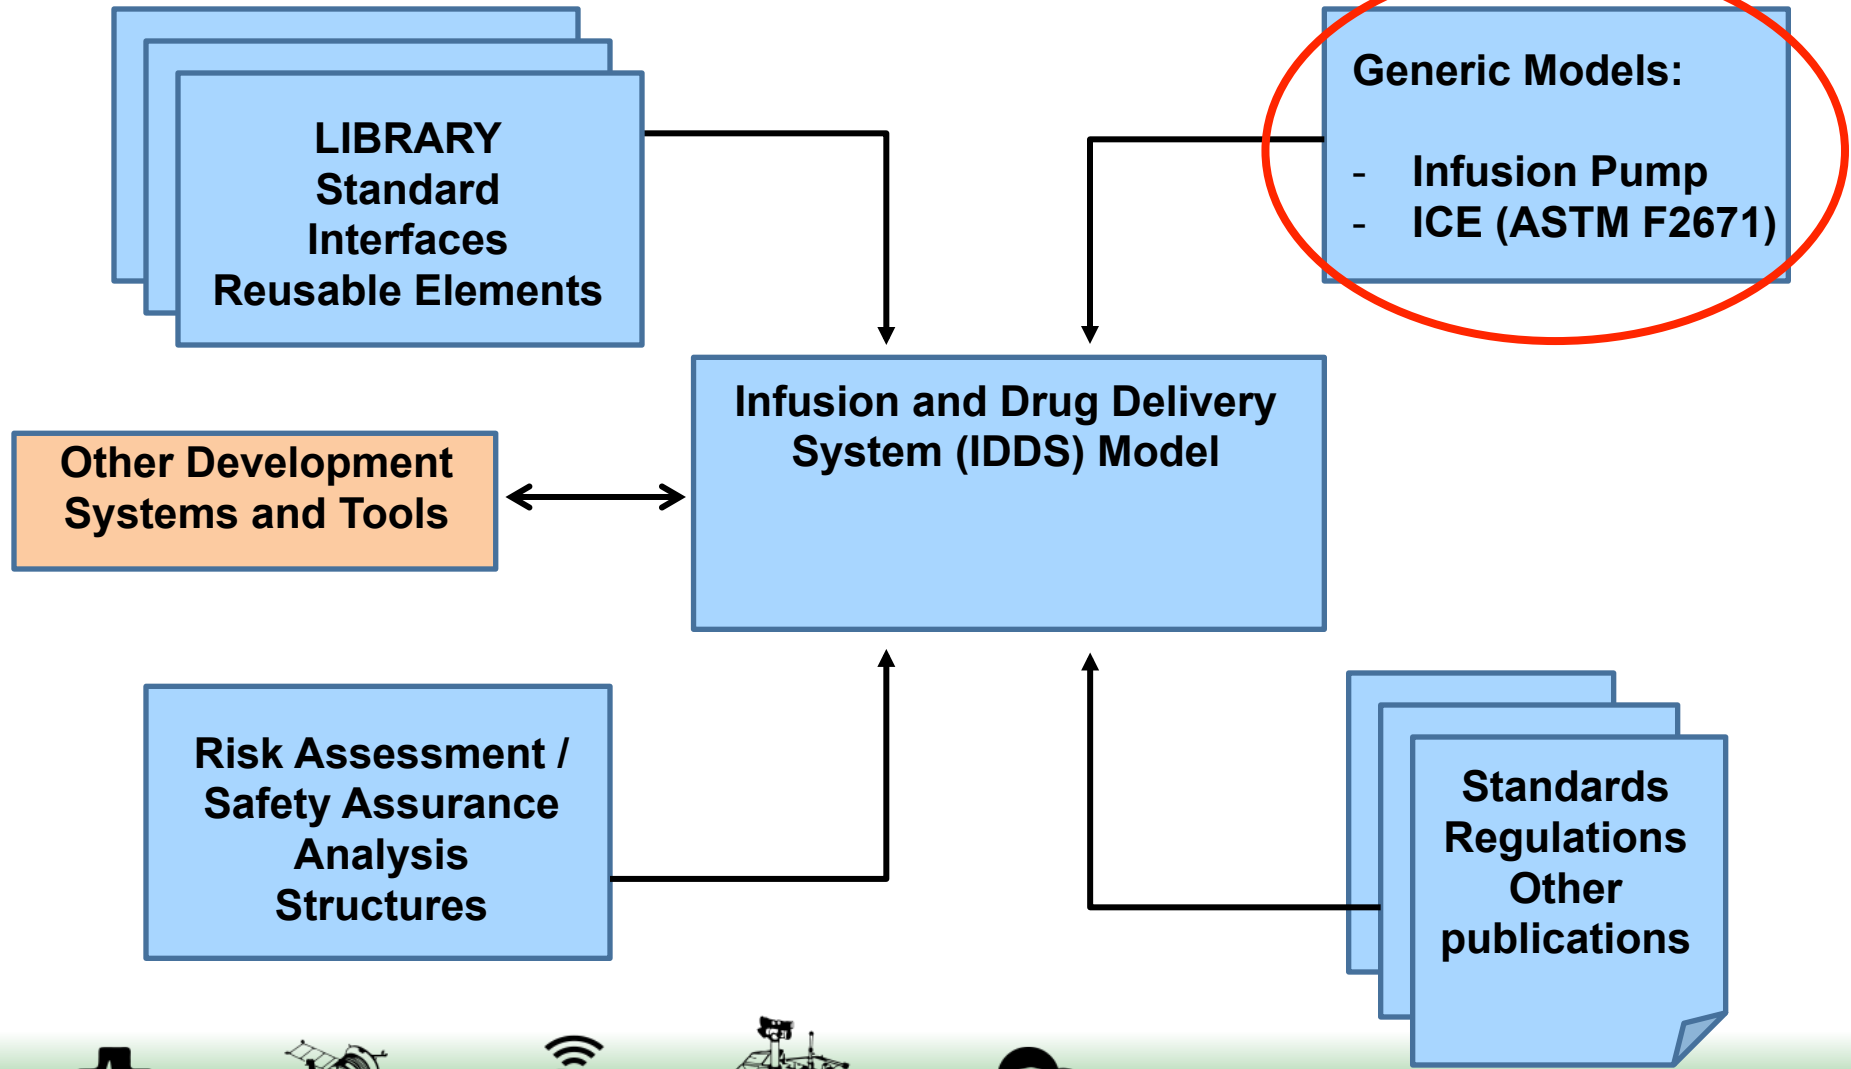 LIBRARY
Standard
Interfaces
Reusable Elements
Generic Models:
- Infusion Pump
- ICE (ASTM F2671)
Infusion and Drug Delivery
System (IDDS) Model
Other Development
Systems and Tools
Risk Assessment /
Safety Assurance
Analysis
Structures
Standards
Regulations
Other
publications